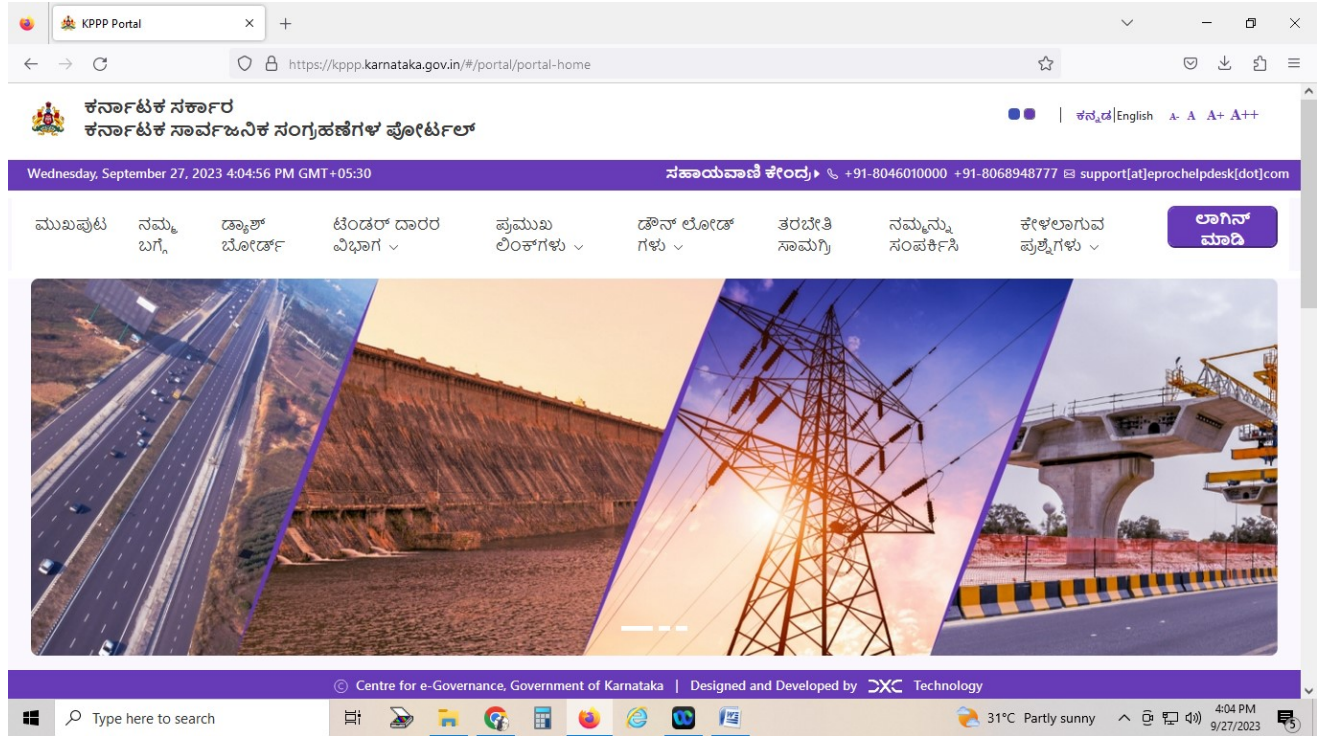 KPPP Portal
https://kppp.karnataka.gov.in/#/portal/portal-home
ಕರ್ನಾಟಕ ಸರ್ಕಾರ
ಕರ್ನಾಟಕ ಸಾರ್ವಜನಿಕ ಸಂಗ್ರಹಣೆಗಳ ಪೋರ್ಟಲ್
ಕನ್ನಡ|English A- A A+ A++
Wednesday, September 27, 2023 4:04:56 PM GMT+05:30 ಸಹಾಯವಾಣಿ ಕೇಂದ್ರ +91-8046010000 +91-8068948777 support[at]eprochelpdesk[dot]com
ಮುಖಪುಟ ನಮ್ಮ ಡ್ಯಾಶ್ ಟೆಂಡರ್ ದಾರರ ಪ್ರಮುಖ ಡೌನ್ ಲೋಡ್ ತರಬೇತಿ ನಮ್ಮನ್ನು ಕೇಳಲಾಗುವ ಲಾಗಿನ್
ಬಗ್ಗೆ ಬೋರ್ಡ್ ವಿಭಾಗ ಲಿಂಕ್‌ಗಳು ಗಳು ಸಾಮಗ್ರಿ ಸಂಪರ್ಕಿಸಿ ಪ್ರಶ್ನೆಗಳು ಮಾಡಿ
© Centre for e-Governance, Government of Karnataka | Designed and Developed by DXC Technology
Type here to search 31°C Partly sunny 4:04 PM
9/27/2023 5